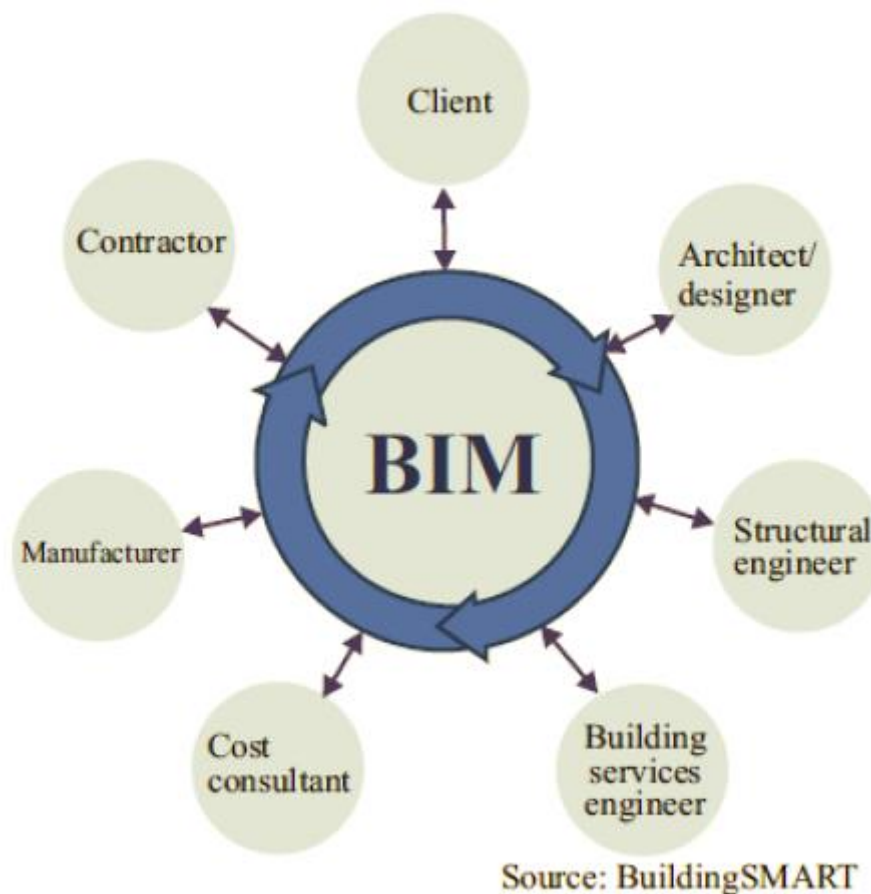 Client
Contractor
Architect/
designer
BIM
Manufacturer
Structural
engineer
Cost
consultant
Building
services
engineer
Source: BuildingSMART